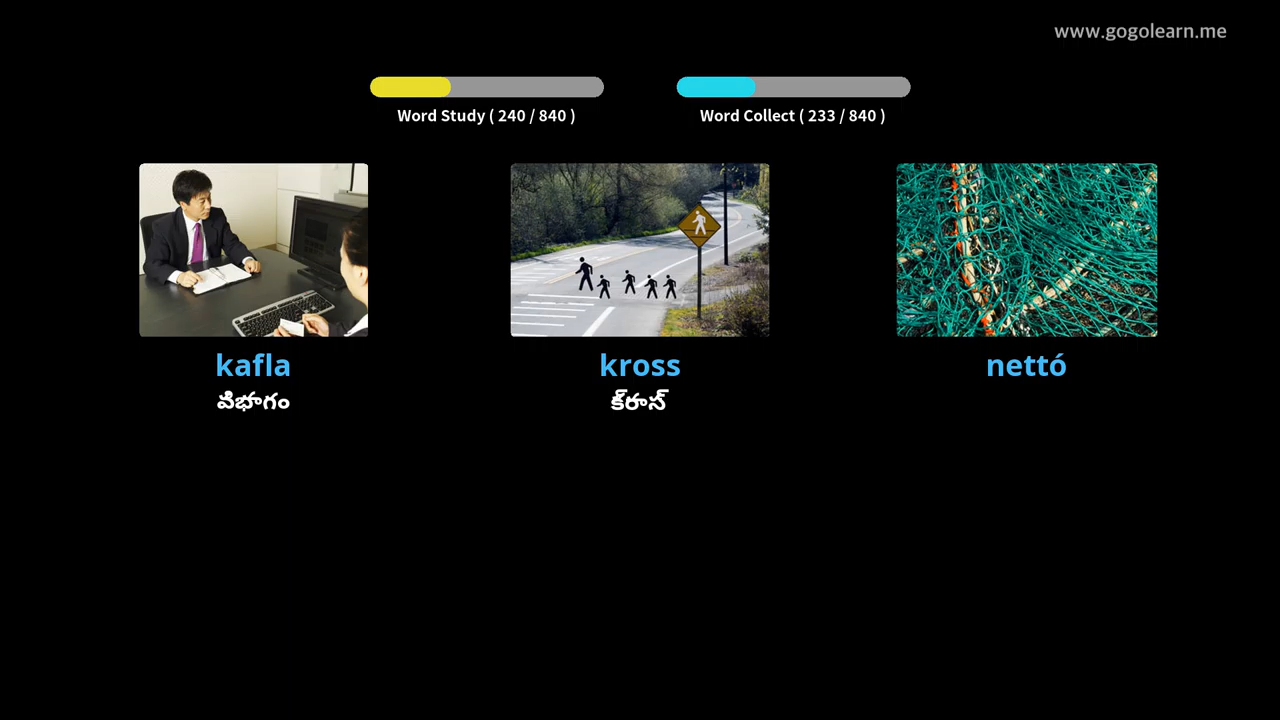 www.gogolearn.me
Word Study ( 240 / 840 )
Word Collect ( 233 / 840 )
kafla
విభాగం
kross
క్రాస్
nettó